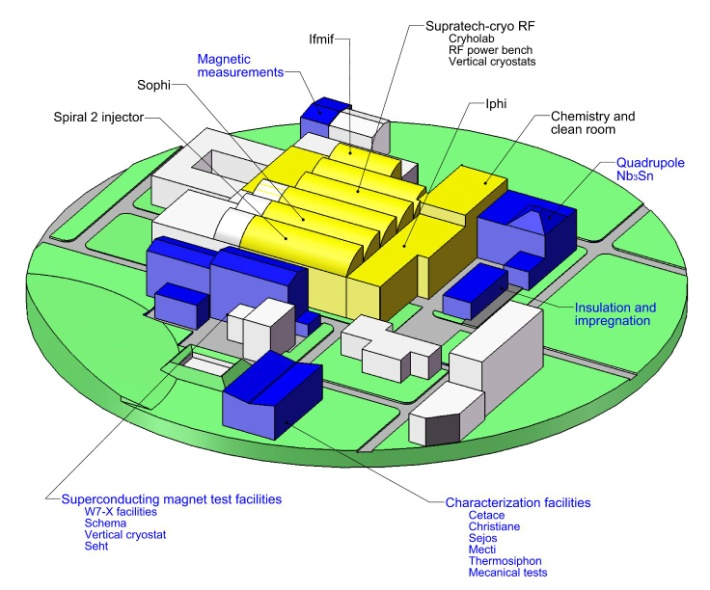 Supratech-cryo RF
Cryholab
RF power bench
Vertical cryostats
Ifmif
Magnetic
measurements
Sophi
Spiral 2 injector
Iphi
Chemistry and
clean room
Quadrupole
Nb₃Sn
Insulation and
impregnation
Superconducting magnet test facilities
W7-X facilities
Schema
Vertical cryostat
Seht
Characterization facilities
Cetace
Christiane
Sejos
Mecti
Thermosiphon
Mecanical tests